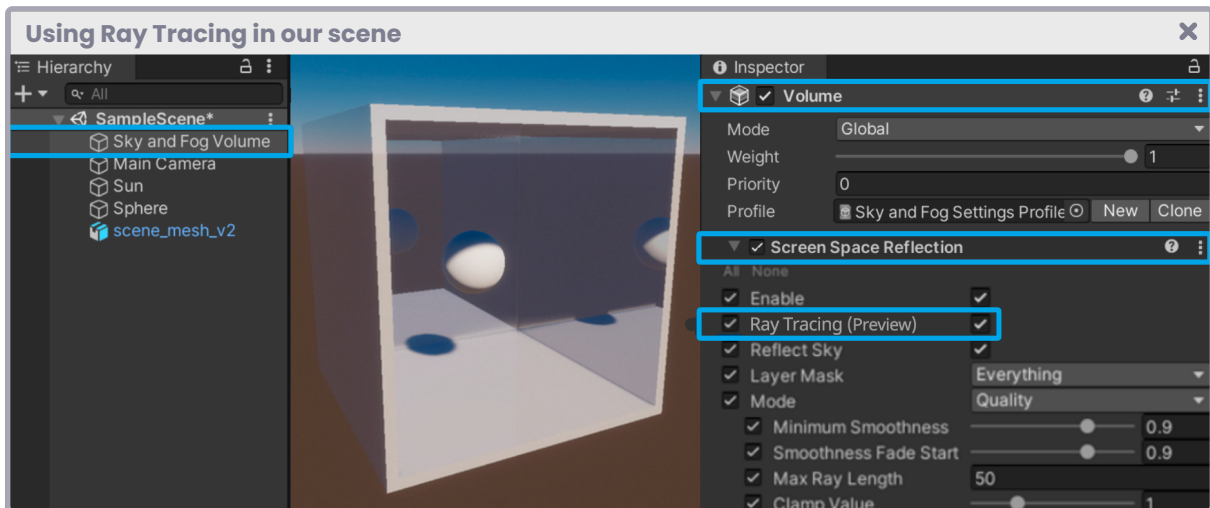 Using Ray Tracing in our scene
Hierarchy
All
SampleScene*
Sky and Fog Volume
Main Camera
Sun
Sphere
scene_mesh_v2
Inspector
Volume
Mode Global
Weight 1
Priority 0
Profile Sky and Fog Settings Profile New Clone
Screen Space Reflection
All None
Enable
Ray Tracing (Preview)
Reflect Sky
Layer Mask Everything
Mode Quality
Minimum Smoothness 0.9
Smoothness Fade Start 0.9
Max Ray Length 50
Clamp Value 1